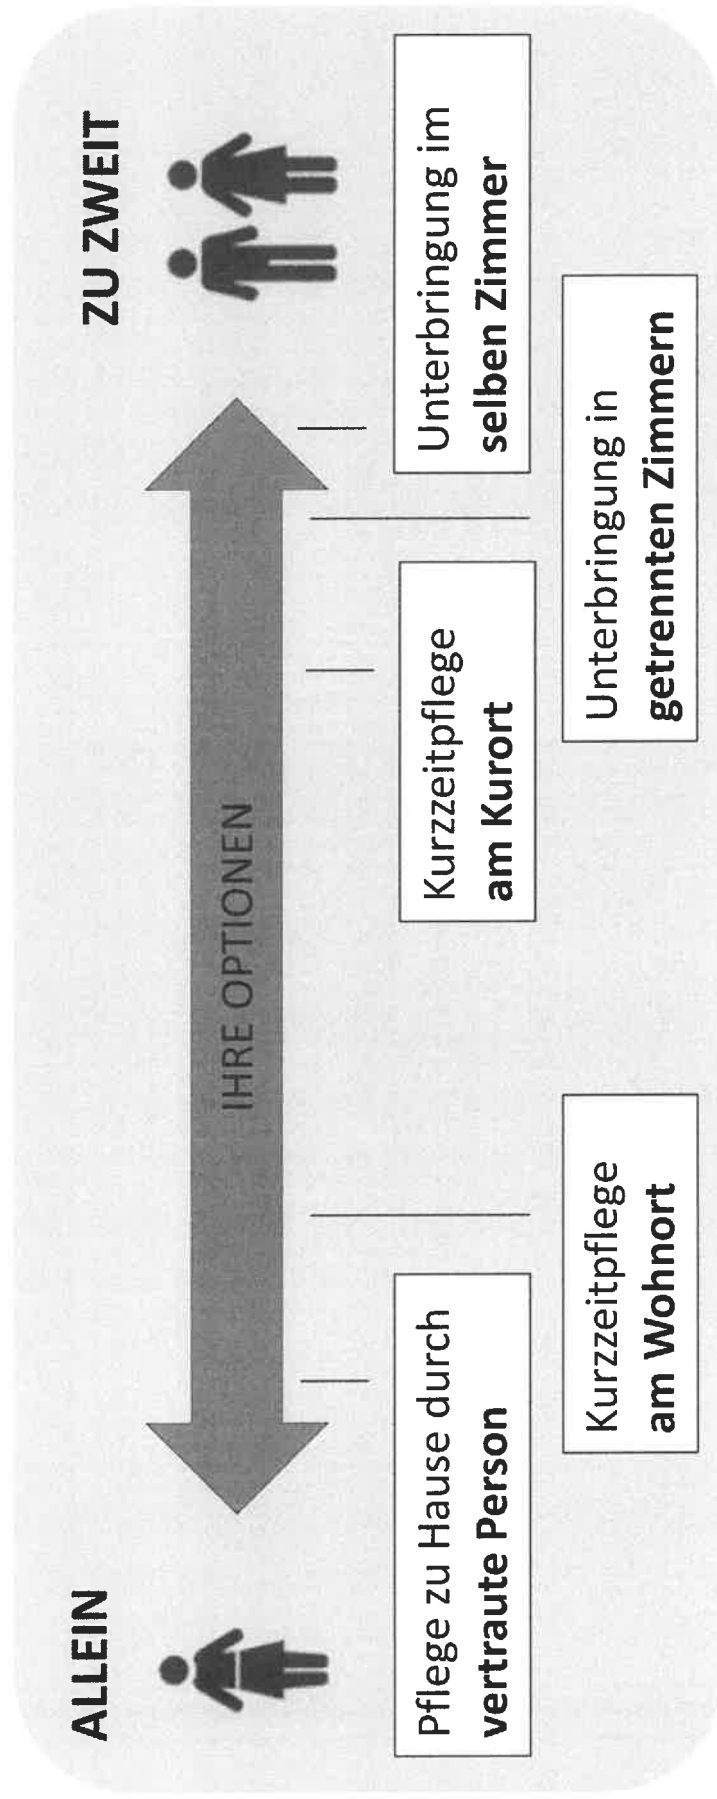 ALLEIN
ZU ZWEIT
IHRE OPTIONEN
Pflege zu Hause durch
vertraute Person
Kurzzeitpflege
am Wohnort
Kurzzeitpflege
am Kurort
Unterbringung in
getrennten Zimmern
Unterbringung im
selben Zimmer